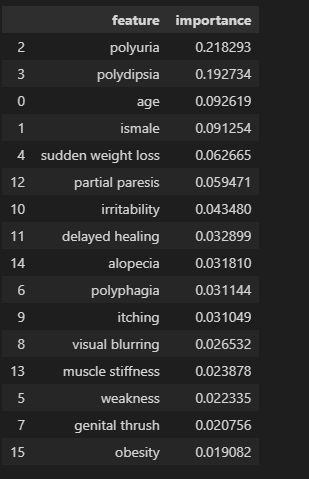 feature importance
2 polyuria 0.218293
3 polydipsia 0.192734
0 age 0.092619
1 ismale 0.091254
4 sudden weight loss 0.062665
12 partial paresis 0.059471
10 irritability 0.043480
11 delayed healing 0.032899
14 alopecia 0.031810
6 polyphagia 0.031144
9 itching 0.031049
8 visual blurring 0.026532
13 muscle stiffness 0.023878
5 weakness 0.022335
7 genital thrush 0.020756
15 obesity 0.019082